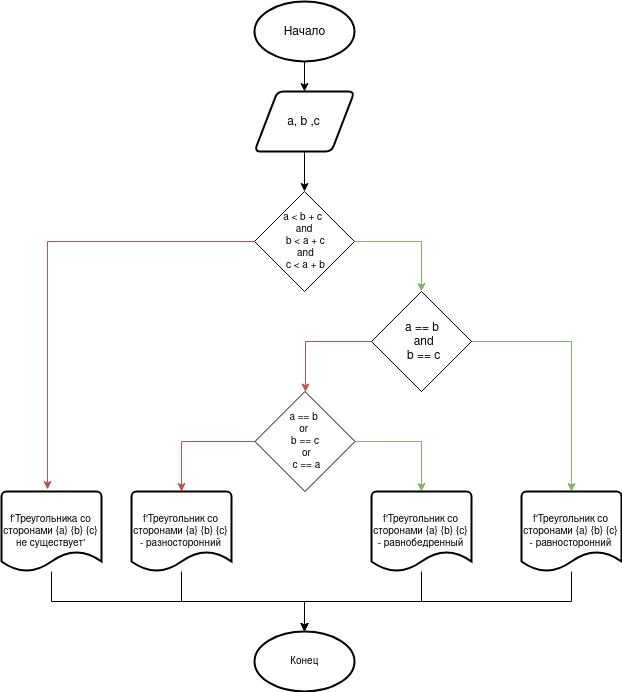 Начало
a, b ,c
a < b + c
and
b < a + c
and
c < a + b
a == b
and
b == c
a == b
or
b == c
or
c == a
f'Треугольника со
сторонами {a} {b} {c}
не существует'
f'Треугольник со
сторонами {a} {b} {c}
- разносторонний
f'Треугольник со
сторонами {a} {b} {c}
- равнобедренный
f'Треугольник со
сторонами {a} {b} {c}
- равносторонний
Конец